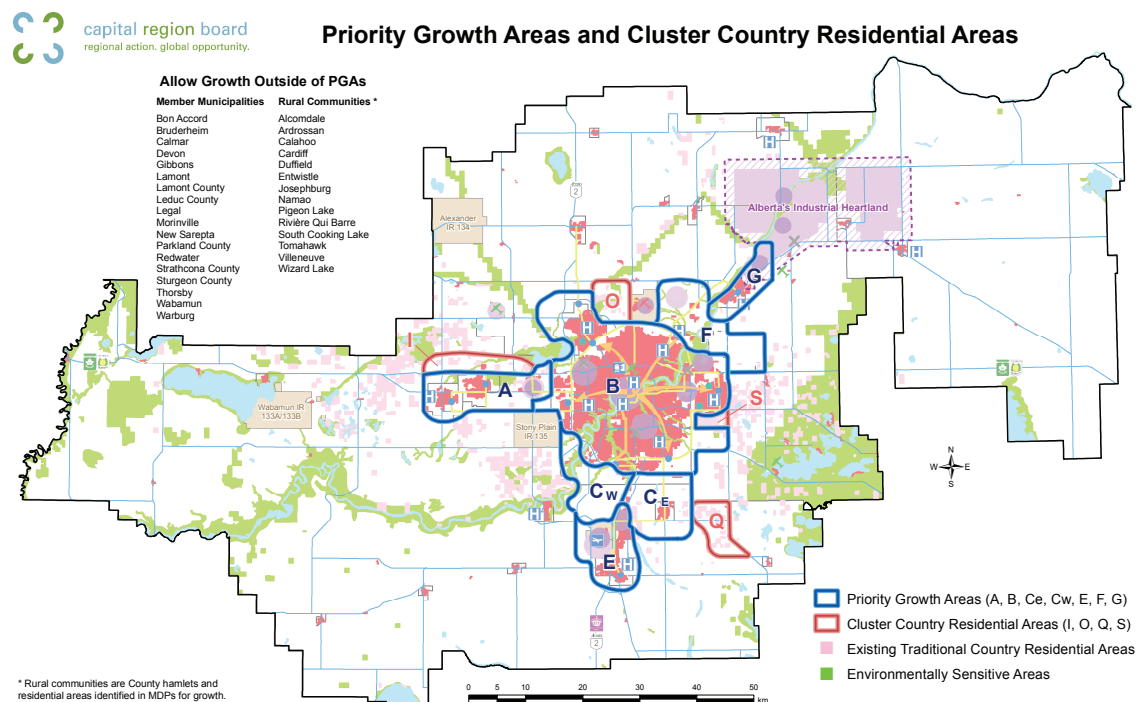 capital region board
regional action. global opportunity.
Priority Growth Areas and Cluster Country Residential Areas
Allow Growth Outside of PGAs
Member Municipalities Rural Communities *
Bon Accord Alcomdale
Bruderheim Ardrossan
Calmar Calahoo
Devon Cardiff
Gibbons Duffield
Lamont Entwistle
Lamont County Josephburg
Leduc County Namao
Legal Pigeon Lake
Morinville Rivière Qui Barre
New Sarepta South Cooking Lake
Parkland County Tomahawk
Redwater Villeneuve
Strathcona County Wizard Lake
Sturgeon County
Thorsby
Wabamun
Warburg
H
2
Alexander
IR 134
Alberta's Industrial Heartland
H
G
O
H
F
I
H
H
A
B
H
H
H
H
S
Wabamun IR
133A/133B
Stony Plain
IR 135
H
N
W E
S
Cw
CE
H
Q
E
H
2
Priority Growth Areas (A, B, Ce, Cw, E, F, G)
Cluster Country Residential Areas (I, O, Q, S)
Existing Traditional Country Residential Areas
Environmentally Sensitive Areas
* Rural communities are County hamlets and
residential areas identified in MDPs for growth.
0 5 10 20 30 40 50
km